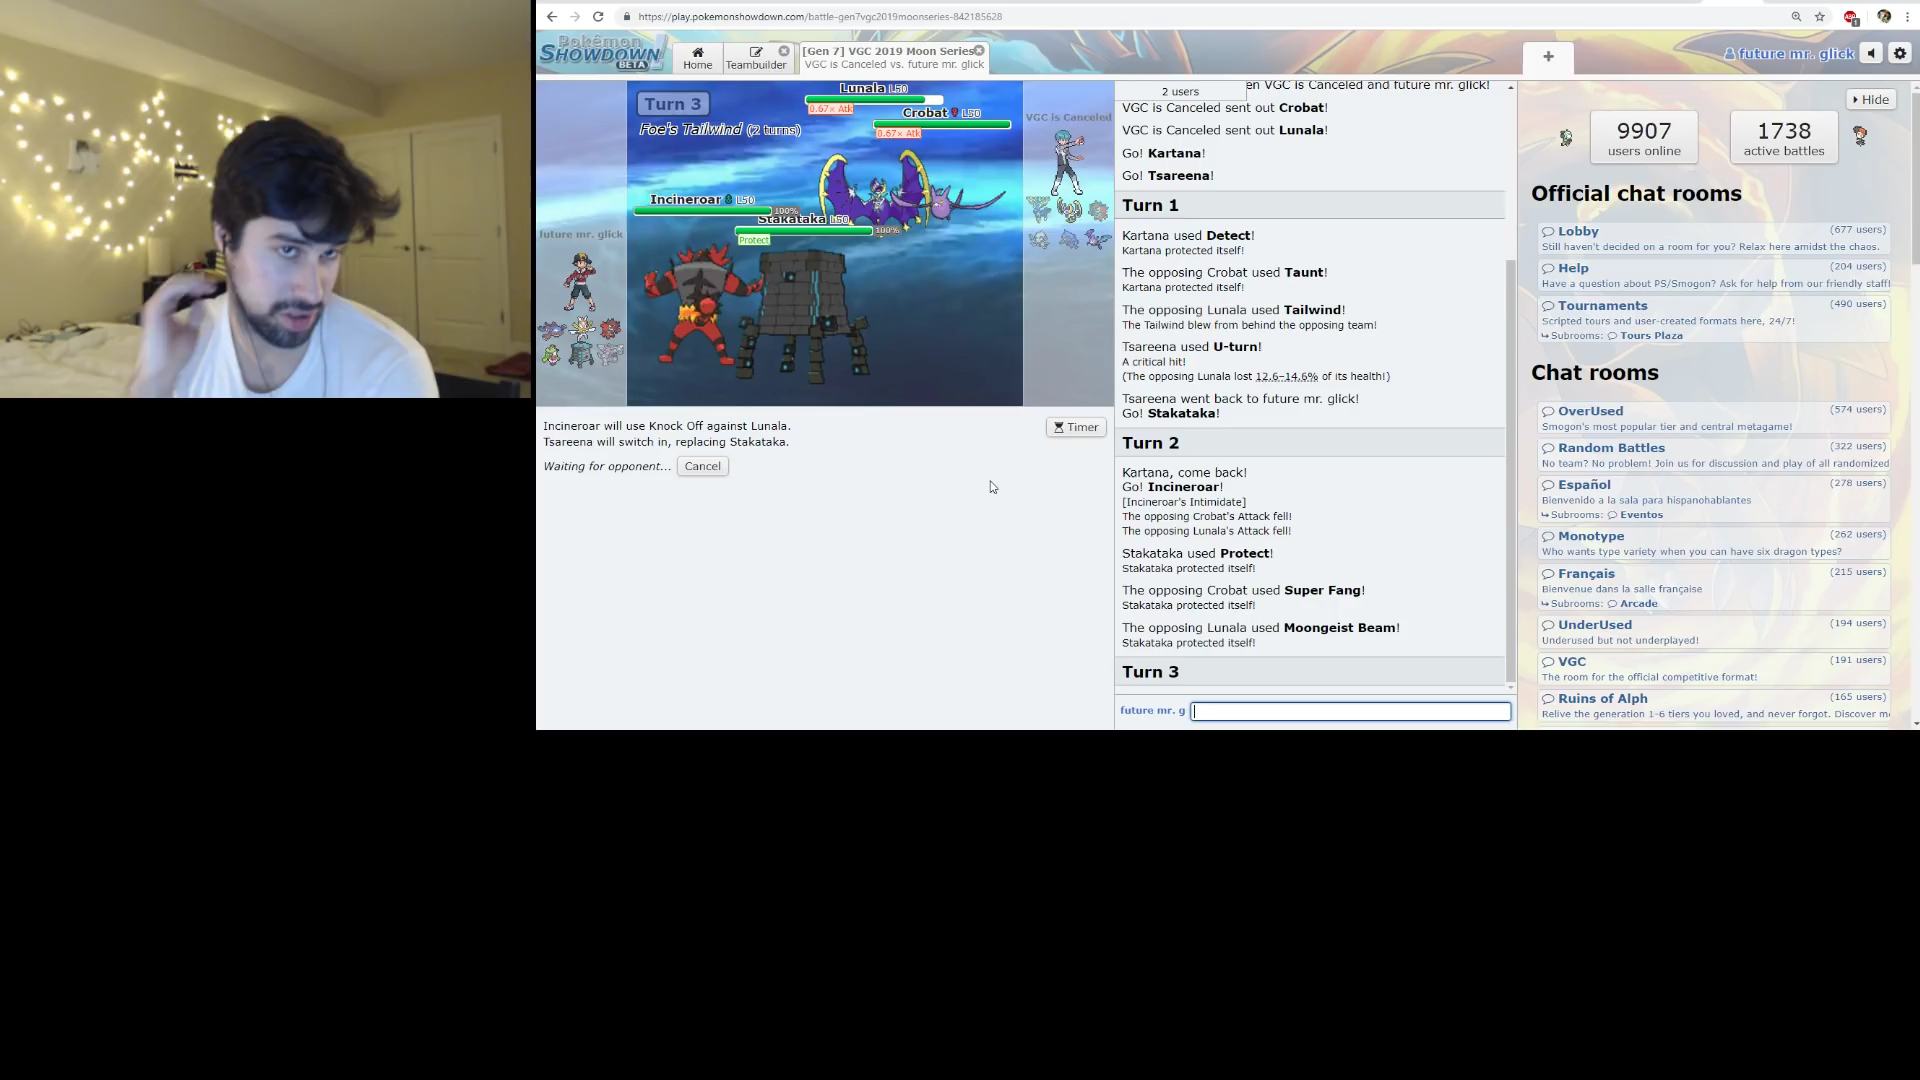 https://play.pokemonshowdown.com/battle-gen7vgc2019moonseries-842185628
Pokémon
SHOWDOWN
BETA
Home
Teambuilder
[Gen 7] VGC 2019 Moon Series
VGC is Canceled vs. future mr. glick
+
future mr. glick
Turn 3
Foe's Tailwind (2 turns)
Lunala L50
0.67× Atk
Crobat L50
0.67× Atk
Incineroar L50
100%
Stakataka L50
100%
Protect
future mr. glick
VGC is Canceled
Incineroar will use Knock Off against Lunala.
Tsareena will switch in, replacing Stakataka.
Waiting for opponent... Cancel
Timer
2 users
en VGC is Canceled and future mr. glick!
VGC is Canceled sent out Crobat!
VGC is Canceled sent out Lunala!
Go! Kartana!
Go! Tsareena!
Turn 1
Kartana used Detect!
Kartana protected itself!
The opposing Crobat used Taunt!
Kartana protected itself!
The opposing Lunala used Tailwind!
The Tailwind blew from behind the opposing team!
Tsareena used U-turn!
A critical hit!
(The opposing Lunala lost 12.6–14.6% of its health!)
Tsareena went back to future mr. glick!
Go! Stakataka!
Turn 2
Kartana, come back!
Go! Incineroar!
[Incineroar's Intimidate]
The opposing Crobat's Attack fell!
The opposing Lunala's Attack fell!
Stakataka used Protect!
Stakataka protected itself!
The opposing Crobat used Super Fang!
Stakataka protected itself!
The opposing Lunala used Moongeist Beam!
Stakataka protected itself!
Turn 3
future mr. g
Hide
9907
users online
1738
active battles
Official chat rooms
Lobby (677 users)
Still haven't decided on a room for you? Relax here amidst the chaos.
Help (204 users)
Have a question about PS/Smogon? Ask for help from our friendly staff!
Tournaments (490 users)
Scripted tours and user-created formats here, 24/7!
Subrooms: Tours Plaza
Chat rooms
OverUsed (574 users)
Smogon's most popular tier and central metagame!
Random Battles (322 users)
No team? No problem! Join us for discussion and play of all randomized
Español (278 users)
Bienvenido a la sala para hispanohablantes
Subrooms: Eventos
Monotype (262 users)
Who wants type variety when you can have six dragon types?
Français (215 users)
Bienvenue dans la salle française
Subrooms: Arcade
UnderUsed (194 users)
Underused but not underplayed!
VGC (191 users)
The room for the official competitive format!
Ruins of Alph (165 users)
Relive the generation 1-6 tiers you loved, and never forgot. Discover